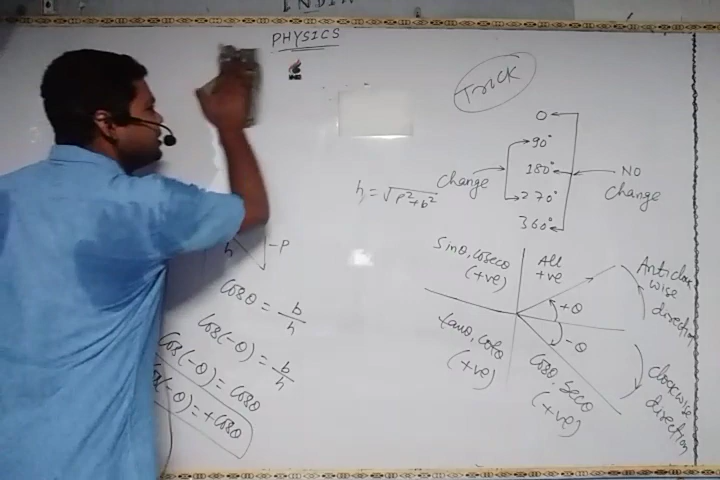 PHYSICS
Trick
0
90°
180°
270°
360°
Change
NO
Change
h = √P²+b²
-P
h
Cosθ = b/h
Cos(-θ) = b/h
Cos(-θ) = Cosθ
Cos(-θ) = +Cosθ
Sinθ, Cosecθ
(+ve)
All
+ve
tanθ, Cotθ
(+ve)
Cosθ, Secθ
(+ve)
+θ
-θ
Anticlock
wise
direction
Clockwise
direction